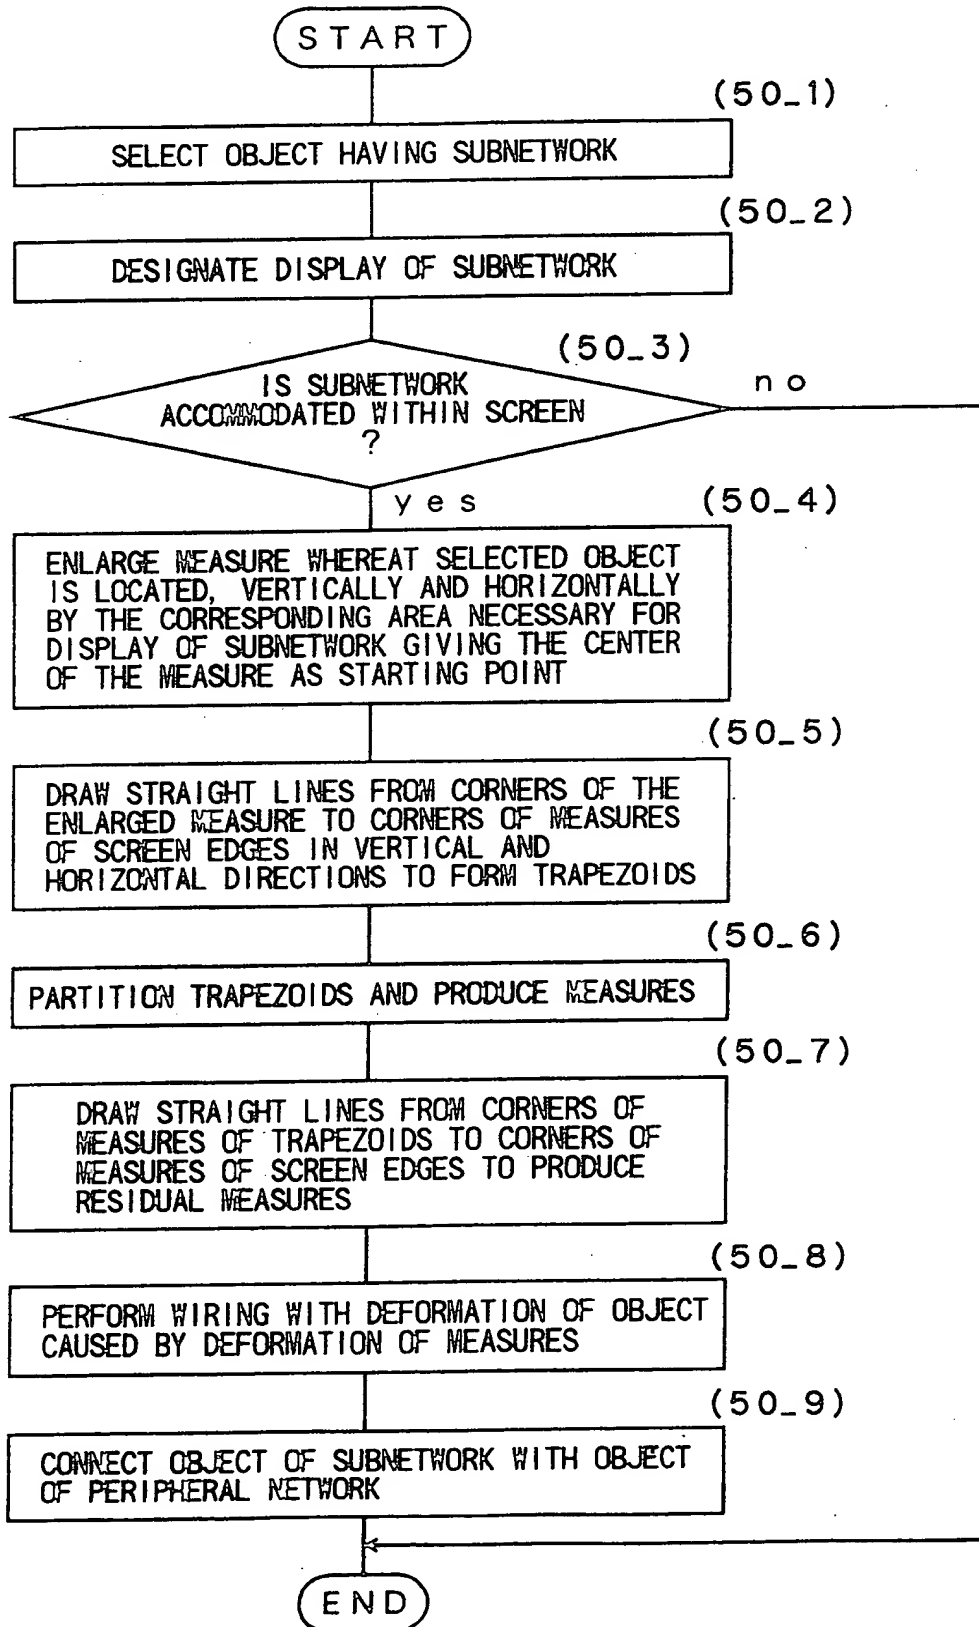 START
(50_1)
SELECT OBJECT HAVING SUBNETWORK
(50_2)
DESIGNATE DISPLAY OF SUBNETWORK
(50_3)
IS SUBNETWORK
ACCOMMODATED WITHIN SCREEN
?
no
yes
(50_4)
ENLARGE MEASURE WHEREAT SELECTED OBJECT
IS LOCATED, VERTICALLY AND HORIZONTALLY
BY THE CORRESPONDING AREA NECESSARY FOR
DISPLAY OF SUBNETWORK GIVING THE CENTER
OF THE MEASURE AS STARTING POINT
(50_5)
DRAW STRAIGHT LINES FROM CORNERS OF THE
ENLARGED MEASURE TO CORNERS OF MEASURES
OF SCREEN EDGES IN VERTICAL AND
HORIZONTAL DIRECTIONS TO FORM TRAPEZOIDS
(50_6)
PARTITION TRAPEZOIDS AND PRODUCE MEASURES
(50_7)
DRAW STRAIGHT LINES FROM CORNERS OF
MEASURES OF TRAPEZOIDS TO CORNERS OF
MEASURES OF SCREEN EDGES TO PRODUCE
RESIDUAL MEASURES
(50_8)
PERFORM WIRING WITH DEFORMATION OF OBJECT
CAUSED BY DEFORMATION OF MEASURES
(50_9)
CONNECT OBJECT OF SUBNETWORK WITH OBJECT
OF PERIPHERAL NETWORK
END